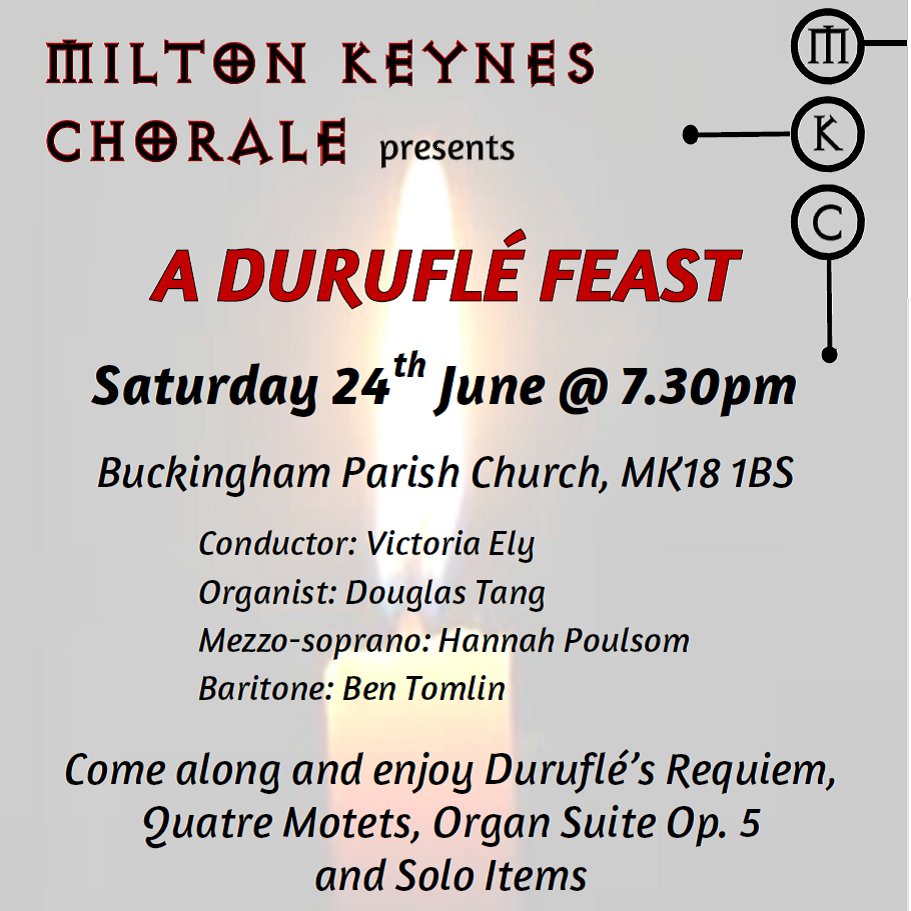 MILTON KEYNES
CHORALE presents
M
K
C
A DURUFLÉ FEAST
Saturday 24th June @ 7.30pm
Buckingham Parish Church, MK18 1BS
Conductor: Victoria Ely
Organist: Douglas Tang
Mezzo-soprano: Hannah Poulsom
Baritone: Ben Tomlin
Come along and enjoy Duruflé’s Requiem,
Quatre Motets, Organ Suite Op. 5
and Solo Items